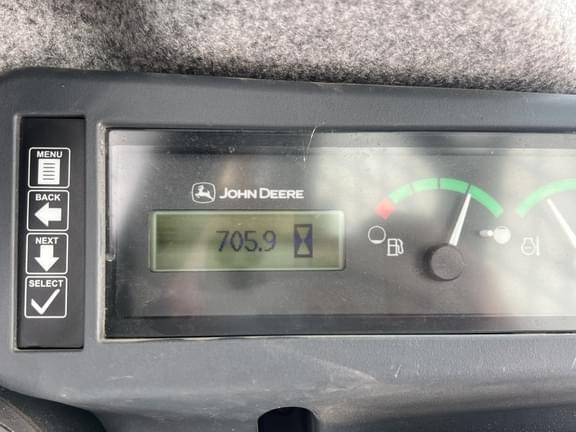 MENU
BACK
NEXT
SELECT
JOHN DEERE
705.9